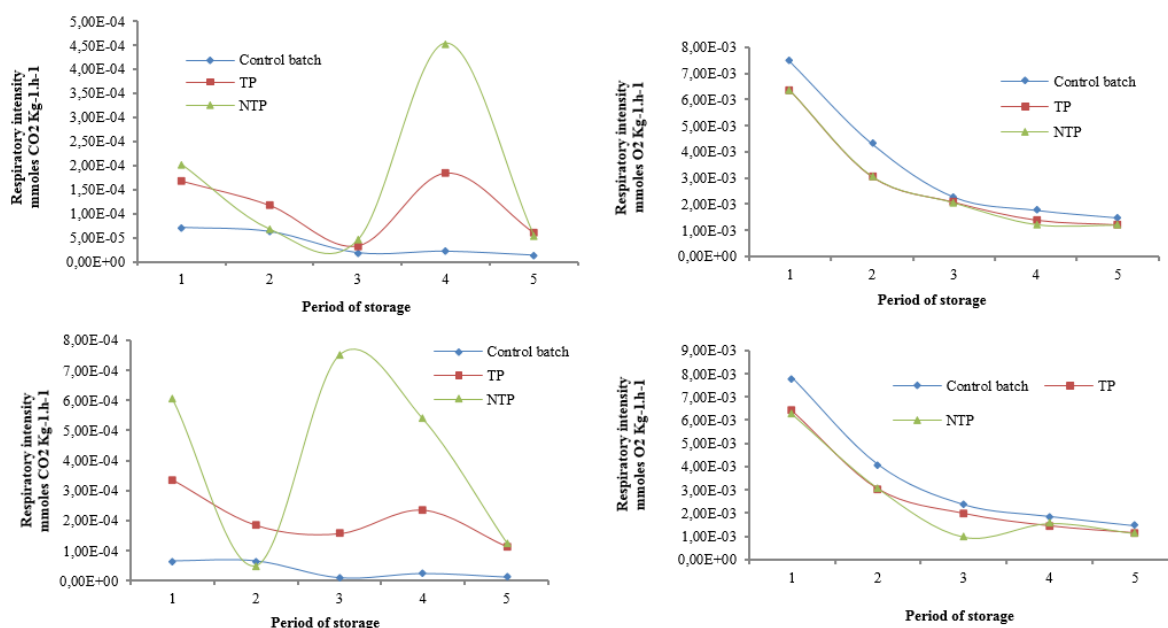 Respiratory intensity
mmoles CO2 Kg-1.h-1
5,00E-04
4,50E-04
4,00E-04
3,50E-04
3,00E-04
2,50E-04
2,00E-04
1,50E-04
1,00E-04
5,00E-05
0,00E+00
Control batch
TP
NTP
1 2 3 4 5
Period of storage
Respiratory intensity
mmoles O2 Kg-1.h-1
8,00E-03
7,00E-03
6,00E-03
5,00E-03
4,00E-03
3,00E-03
2,00E-03
1,00E-03
0,00E+00
Control batch
TP
NTP
1 2 3 4 5
Period of storage
Respiratory intensity
mmoles CO2 Kg-1.h-1
8,00E-04
7,00E-04
6,00E-04
5,00E-04
4,00E-04
3,00E-04
2,00E-04
1,00E-04
0,00E+00
Control batch
TP
NTP
1 2 3 4 5
Period of storage
Respiratory intensity
mmoles O2 Kg-1.h-1
9,00E-03
8,00E-03
7,00E-03
6,00E-03
5,00E-03
4,00E-03
3,00E-03
2,00E-03
1,00E-03
0,00E+00
Control batch TP
NTP
1 2 3 4 5
Period of storage